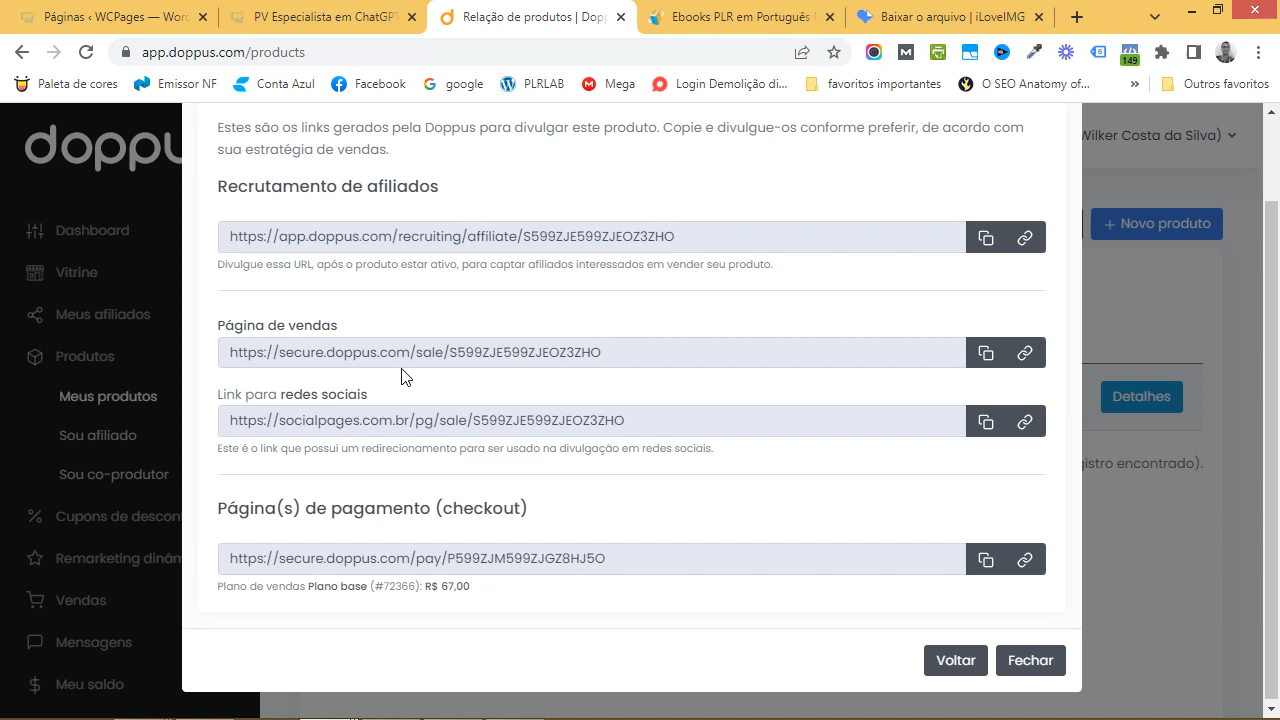 Páginas ‹ WCPages — Wor
PV Especialista em ChatGPT
Relação de produtos | Dopp
Ebooks PLR em Português
Baixar o arquivo | iLoveIMG
app.doppus.com/products
149
Paleta de cores
Emissor NF
Conta Azul
Facebook
google
PLRLAB
Mega
Login Demolição di...
favoritos importantes
O SEO Anatomy of...
»
Outros favoritos
doppu
Wilker Costa da Silva)
Estes são os links gerados pela Doppus para divulgar este produto. Copie e divulgue-os conforme preferir, de acordo com
sua estratégia de vendas.
Recrutamento de afiliados
+ Novo produto
Dashboard
https://app.doppus.com/recruiting/affiliate/S599ZJE599ZJEOZ3ZHO
Divulgue essa URL, após o produto estar ativo, para captar afiliados interessados em vender seu produto.
Vitrine
Meus afiliados
Página de vendas
Produtos
https://secure.doppus.com/sale/S599ZJE599ZJEOZ3ZHO
Meus produtos
Link para redes sociais
Detalhes
https://socialpages.com.br/pg/sale/S599ZJE599ZJEOZ3ZHO
Sou afiliado
Este é o link que possui um redirecionamento para ser usado na divulgação em redes sociais.
gistro encontrado).
Sou co-produtor
Página(s) de pagamento (checkout)
Cupons de descon
https://secure.doppus.com/pay/P599ZJM599ZJGZ8HJ5O
Remarketing dinâm
Plano de vendas Plano base (#72366): R$ 67,00
Vendas
Mensagens
Voltar
Fechar
Meu saldo